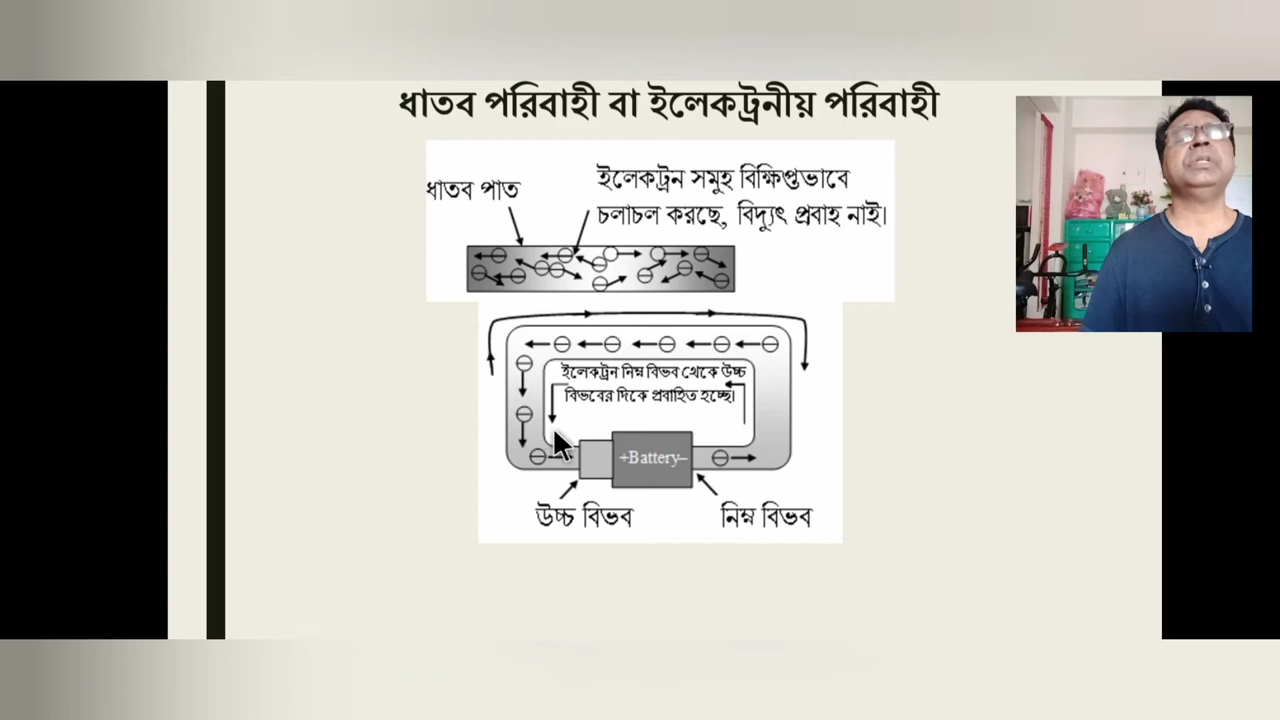 ধাতব পরিবাহী বা ইলেকট্রনীয় পরিবাহী
ধাতব পাত
ইলেকট্রন সমুহ বিক্ষিপ্তভাবে
চলাচল করছে, বিদ্যুৎ প্রবাহ নাই।
ইলেকট্রন নিম্ন বিভব থেকে উচ্চ
বিভবের দিকে প্রবাহিত হচ্ছে।
+Battery–
উচ্চ বিভব
নিম্ন বিভব